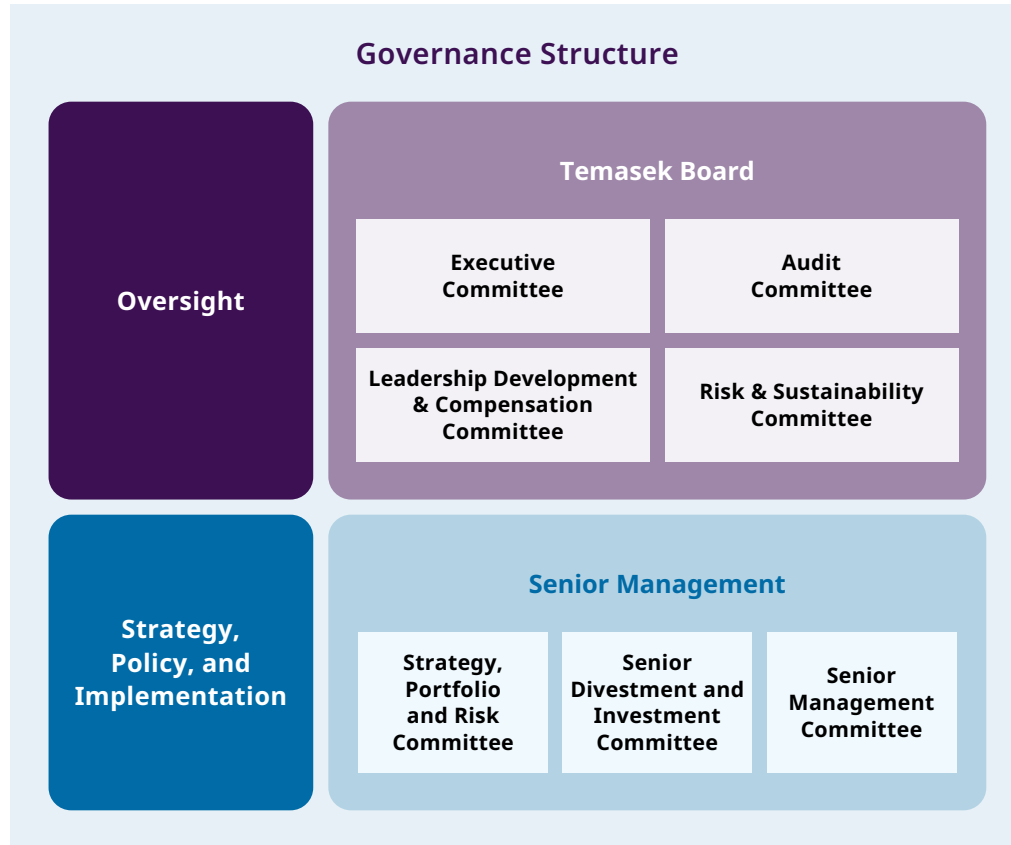 Governance Structure
Oversight
Temasek Board
Executive
Committee
Audit
Committee
Leadership Development
& Compensation
Committee
Risk & Sustainability
Committee
Strategy,
Policy, and
Implementation
Senior Management
Strategy,
Portfolio
and Risk
Committee
Senior
Divestment and
Investment
Committee
Senior
Management
Committee